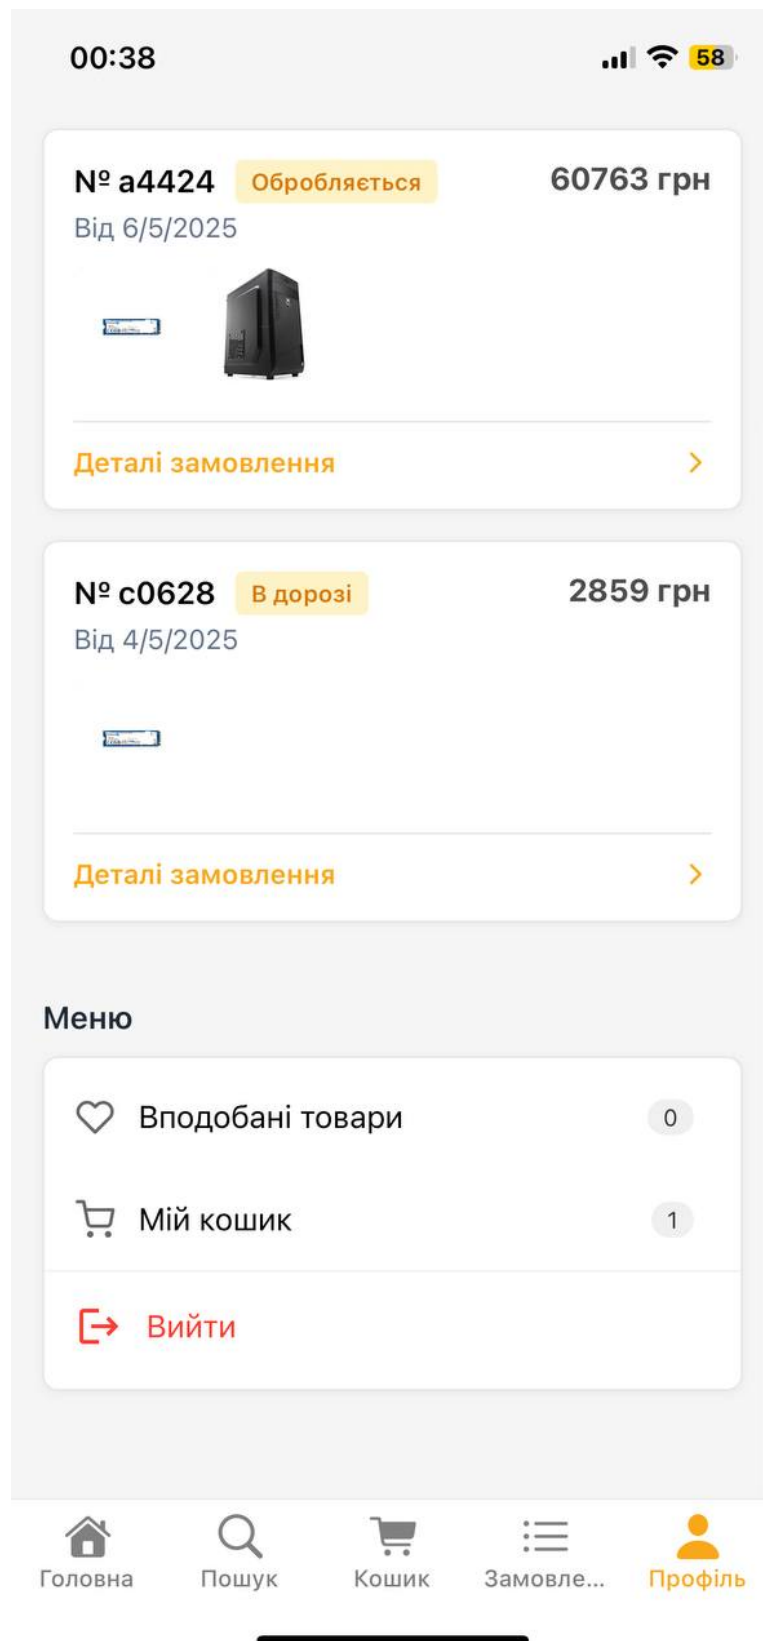 00:38
58
№ a4424
Обробляється
60763 грн
Від 6/5/2025
Деталі замовлення
№ c0628
В дорозі
2859 грн
Від 4/5/2025
Деталі замовлення
Меню
Вподобані товари
0
Мій кошик
1
Вийти
Головна
Пошук
Кошик
Замовле...
Профіль